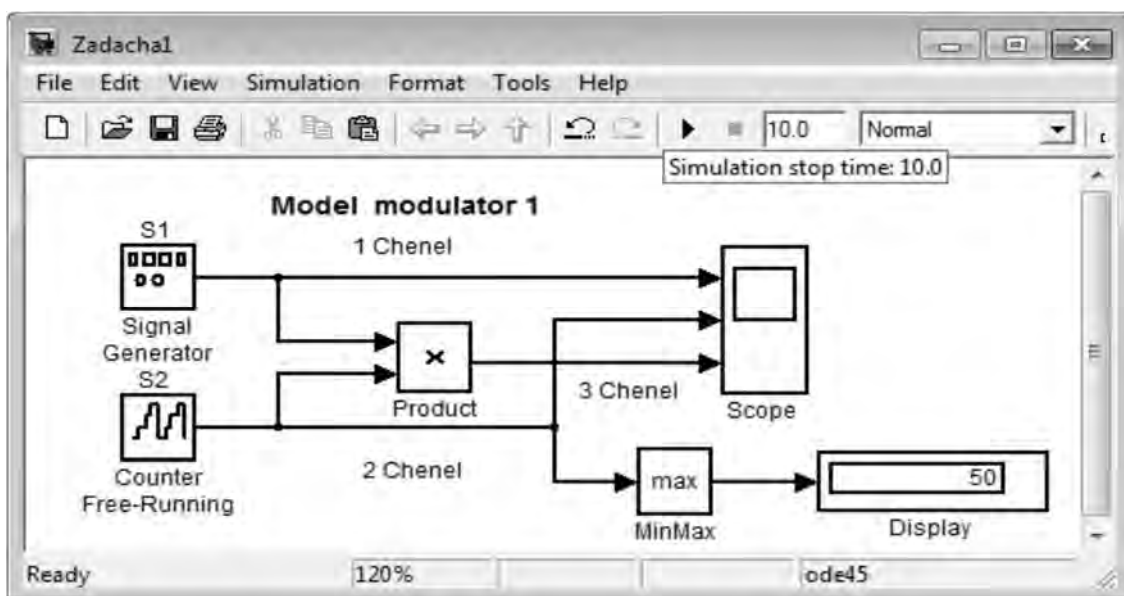 Zadacha1
File Edit View Simulation Format Tools Help
10.0 Normal
Simulation stop time: 10.0
Model modulator 1
S1
1 Chenel
Signal
Generator
S2
×
Product
3 Chenel
Scope
Counter
Free-Running
2 Chenel
max
MinMax
50
Display
Ready 120% ode45